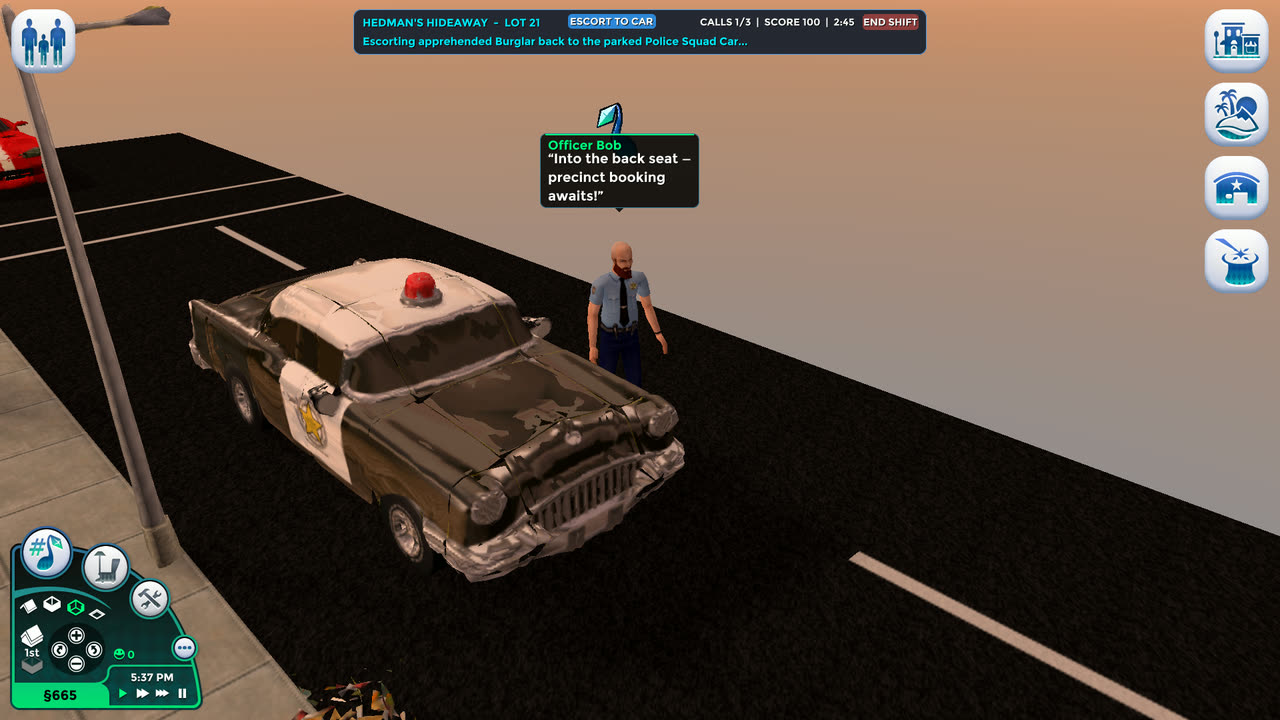 HEDMAN'S HIDEAWAY - LOT 21
ESCORT TO CAR
CALLS 1/3 | SCORE 100 | 2:45
END SHIFT
Escorting apprehended Burglar back to the parked Police Squad Car...
Officer Bob
“Into the back seat —
precinct booking
awaits!”
#
1st
0
5:37 PM
§665